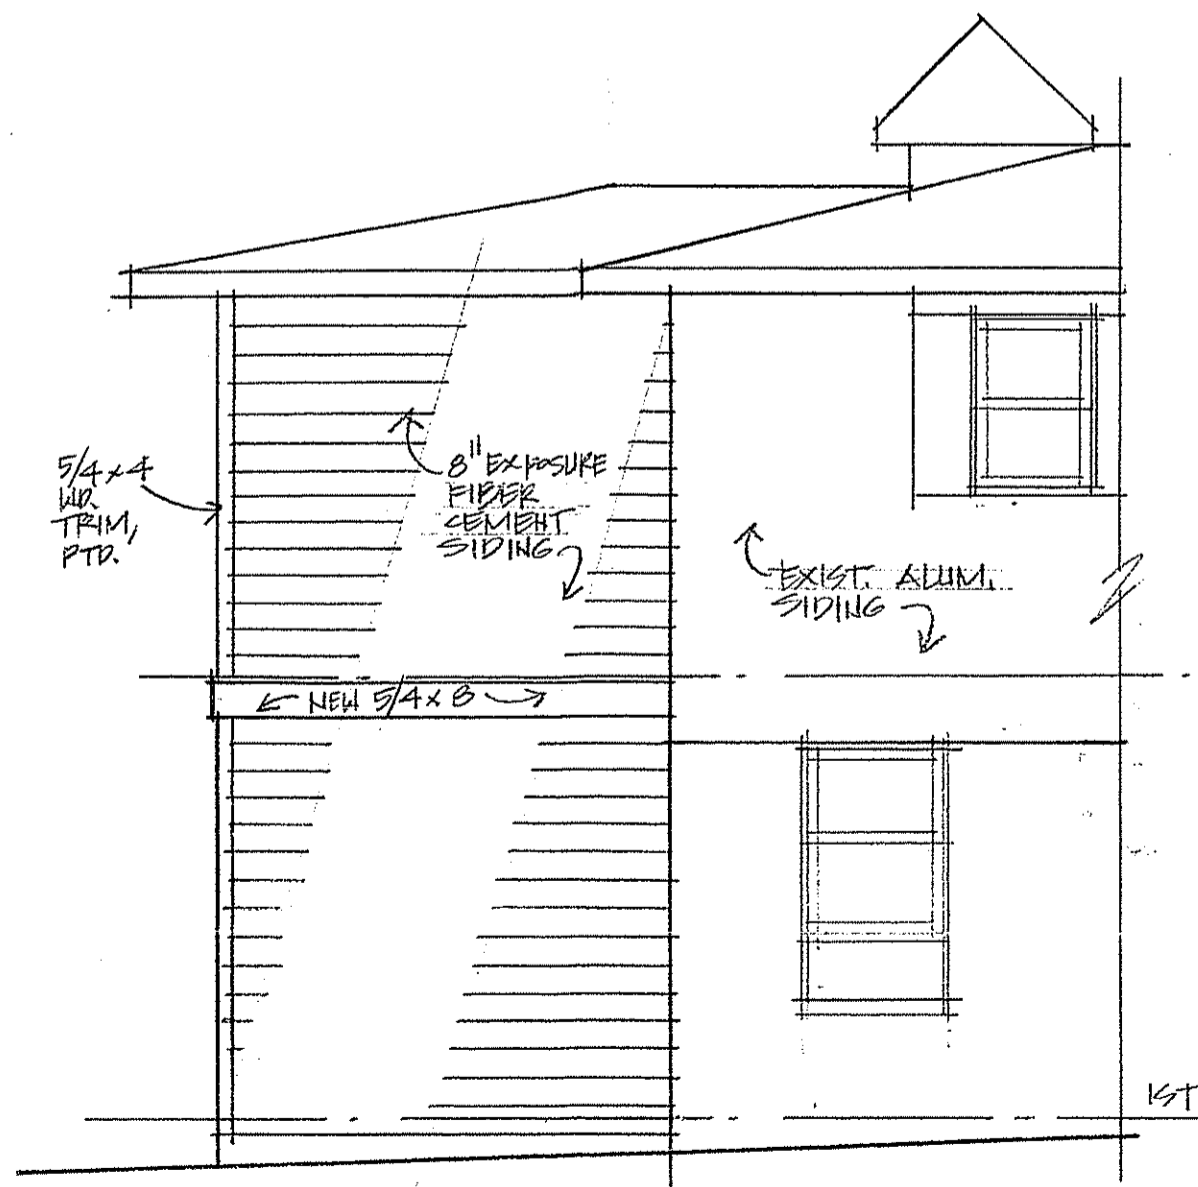 5/4 x 4
WD.
TRIM,
PTD.
8" EXPOSURE
FIBER
CEMENT
SIDING
EXIST. ALUM.
SIDING
NEW 5/4 x 8
1ST